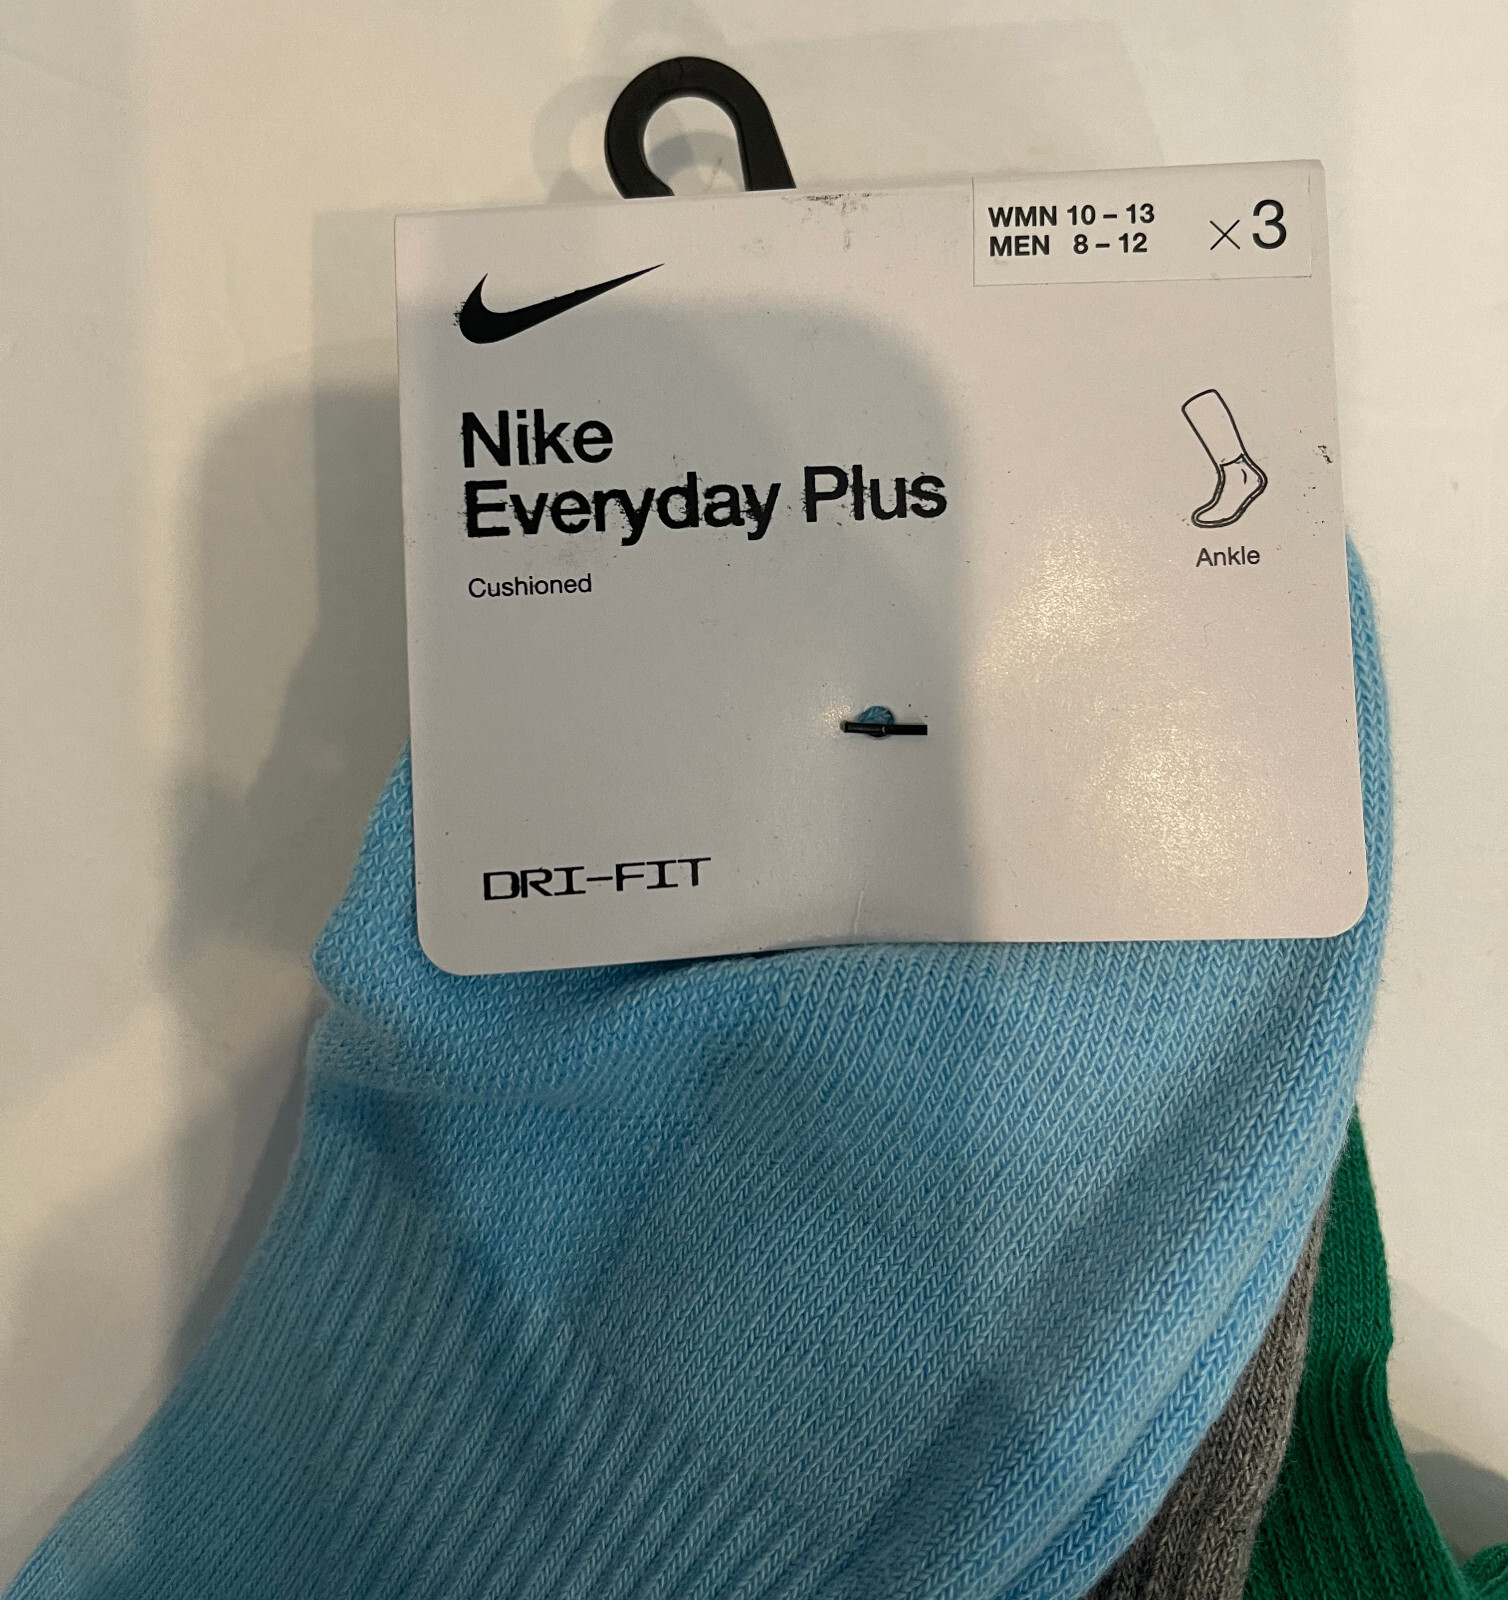 WMN 10 – 13
MEN 8 – 12
×3
Nike
Everyday Plus
Cushioned
Ankle
DRI-FIT